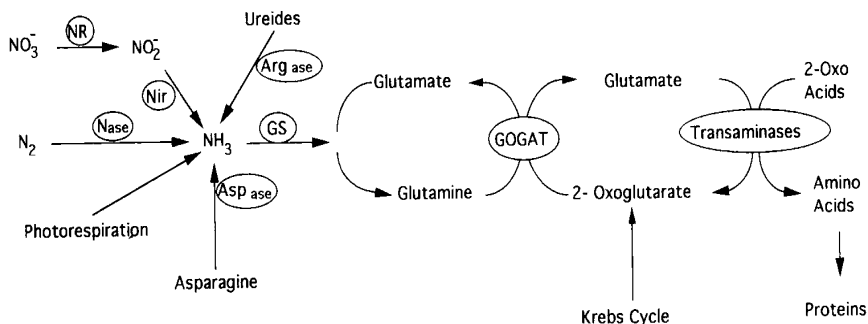 Ureides
NO₃⁻ NR NO₂⁻
Arg ase
Nir
Glutamate Glutamate 2-Oxo
Acids
N₂ Nase NH₃ GS GOGAT Transaminases
Asp ase
Glutamine 2- Oxoglutarate Amino
Acids
Photorespiration
Asparagine
Krebs Cycle Proteins